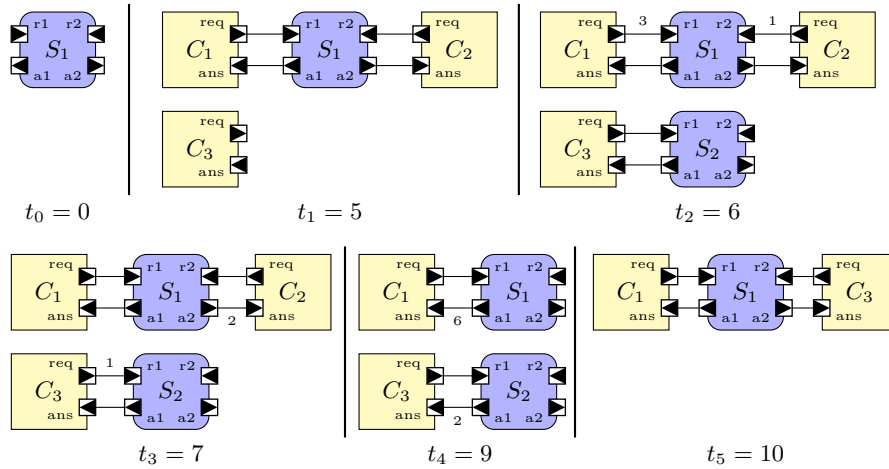 r1 r2
S1
a1 a2
t0 = 0
req
C1
ans
r1 r2
S1
a1 a2
req
C2
ans
req
C3
ans
t1 = 5
req
C1
ans
3
r1 r2
S1
a1 a2
1
req
C2
ans
req
C3
ans
r1 r2
S2
a1 a2
t2 = 6
req
C1
ans
r1 r2
S1
a1 a2
2
req
C2
ans
req
C3
ans
1
r1 r2
S2
a1 a2
t3 = 7
req
C1
ans
6
r1 r2
S1
a1 a2
req
C3
ans
2
r1 r2
S2
a1 a2
t4 = 9
req
C1
ans
r1 r2
S1
a1 a2
req
C3
ans
t5 = 10